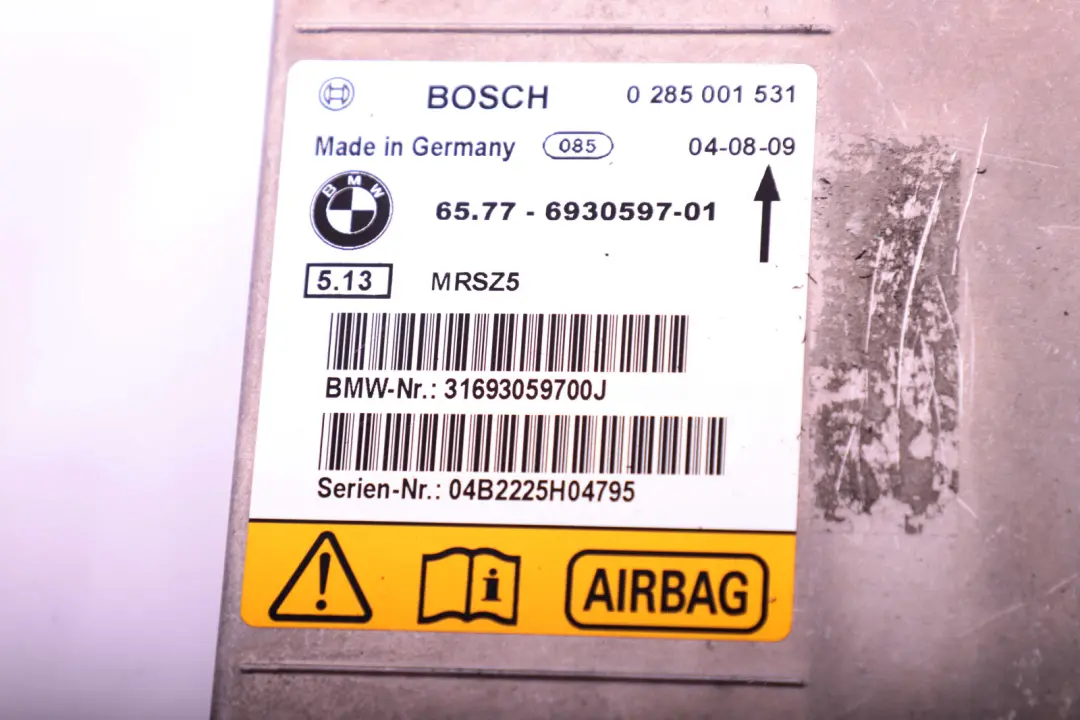 BOSCH 0 285 001 531
Made in Germany 085 04-08-09
BMW 65.77 - 6930597-01
5.13 MRSZ5
BMW-Nr.: 31693059700J
Serien-Nr.: 04B2225H04795
AIRBAG